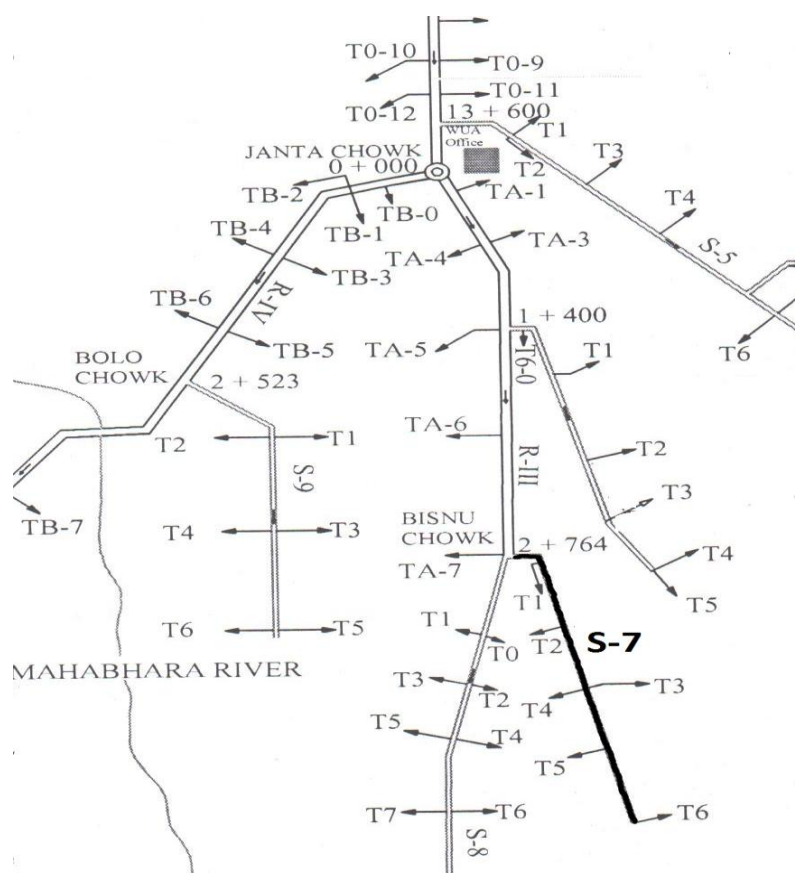 T0-10
T0-9
T0-11
T0-12
13 + 600
WUA
Office
T1
T2
T3
T4
S-5
T6
JANTA CHOWK
0 + 000
TB-2
TB-1
TB-0
TA-1
TA-3
TA-4
TB-4
TB-3
R-IV
TB-6
TB-5
TA-5
1 + 400
T6-0
T1
BOLO
CHOWK
2 + 523
TA-6
R-III
T2
T1
T2
S-9
T3
TB-7
T4
T3
BISNU
CHOWK
2 + 764
TA-7
T4
T5
T6
T5
T1
T0
T1
T2
S-7
MAHABHARA RIVER
T3
T2
T4
T3
T5
T4
T5
T7
T6
T6
S-8